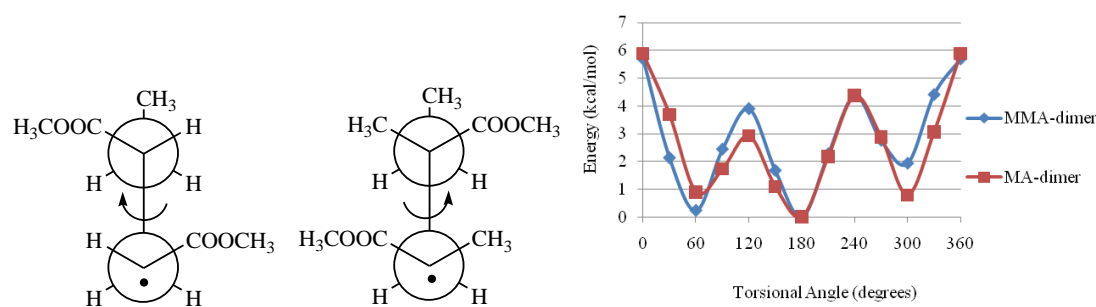 CH3
H3COOC
H
H
H
H
COOCH3
H
H
CH3
H3C
COOCH3
H
H
H3COOC
CH3
H
H
Energy (kcal/mol)
7
6
5
4
3
2
1
0
0 60 120 180 240 300 360
Torsional Angle (degrees)
MMA-dimer
MA-dimer